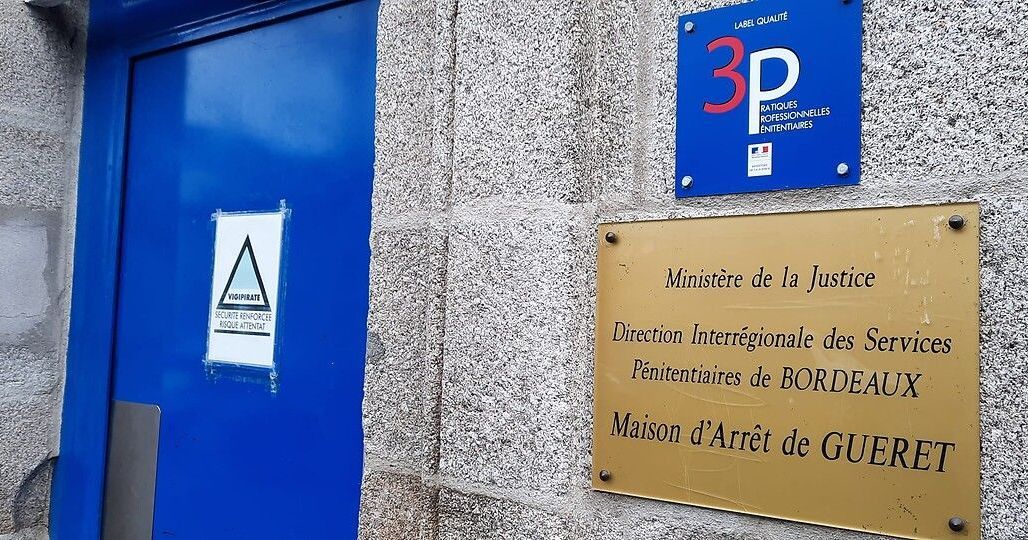 VIGIPIRATE
SÉCURITÉ RENFORCÉE
RISQUE ATTENTAT
LABEL QUALITÉ
3P
RATIQUES
ROFESSIONNELLES
ÉNITENTIAIRES
Ministère de la Justice
Direction Interrégionale des Services
Pénitentiaires de BORDEAUX
Maison d'Arrêt de GUERET